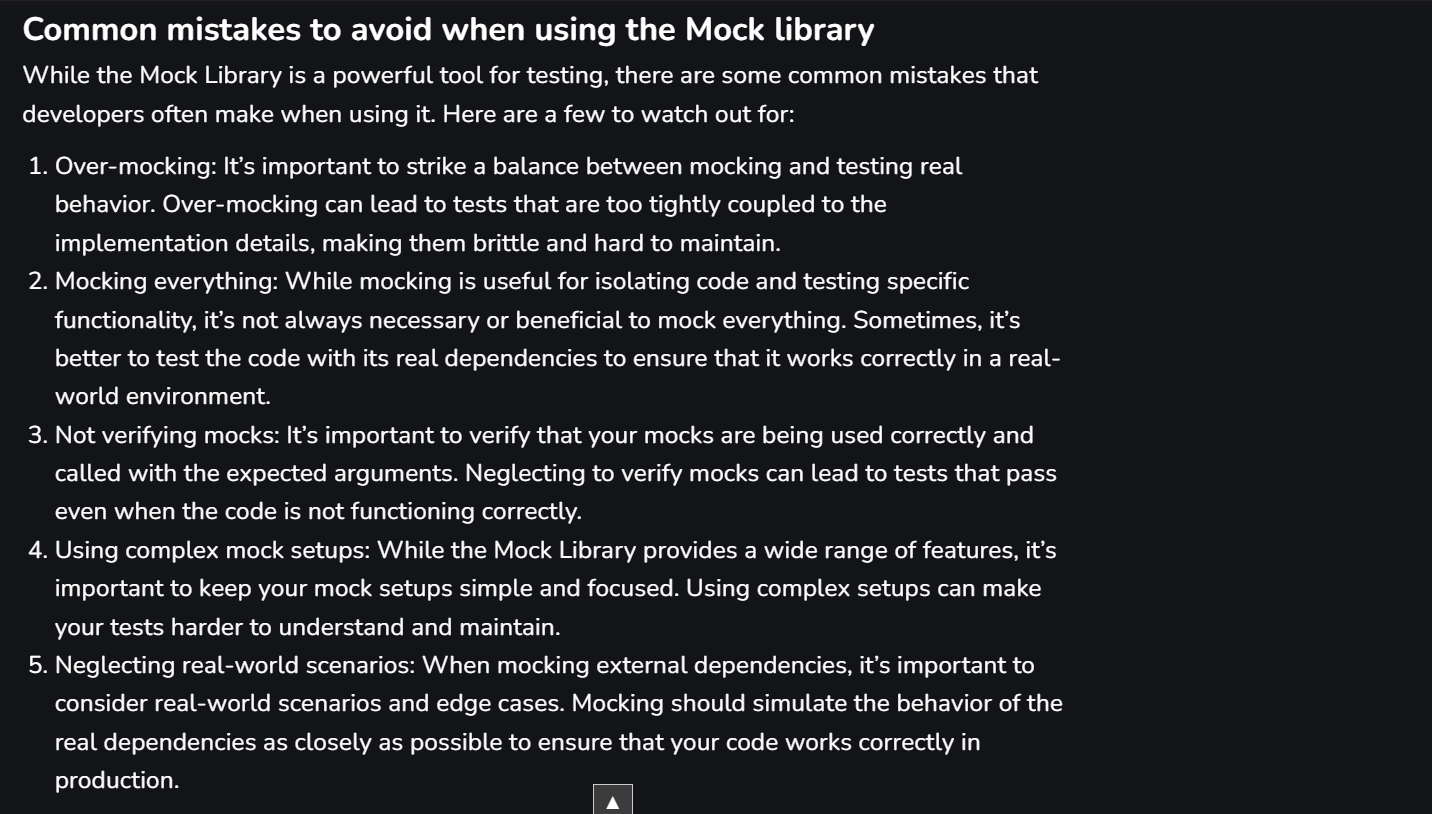 Common mistakes to avoid when using the Mock library
While the Mock Library is a powerful tool for testing, there are some common mistakes that
developers often make when using it. Here are a few to watch out for:
1. Over-mocking: It’s important to strike a balance between mocking and testing real
behavior. Over-mocking can lead to tests that are too tightly coupled to the
implementation details, making them brittle and hard to maintain.
2. Mocking everything: While mocking is useful for isolating code and testing specific
functionality, it’s not always necessary or beneficial to mock everything. Sometimes, it’s
better to test the code with its real dependencies to ensure that it works correctly in a real-
world environment.
3. Not verifying mocks: It’s important to verify that your mocks are being used correctly and
called with the expected arguments. Neglecting to verify mocks can lead to tests that pass
even when the code is not functioning correctly.
4. Using complex mock setups: While the Mock Library provides a wide range of features, it’s
important to keep your mock setups simple and focused. Using complex setups can make
your tests harder to understand and maintain.
5. Neglecting real-world scenarios: When mocking external dependencies, it’s important to
consider real-world scenarios and edge cases. Mocking should simulate the behavior of the
real dependencies as closely as possible to ensure that your code works correctly in
production.